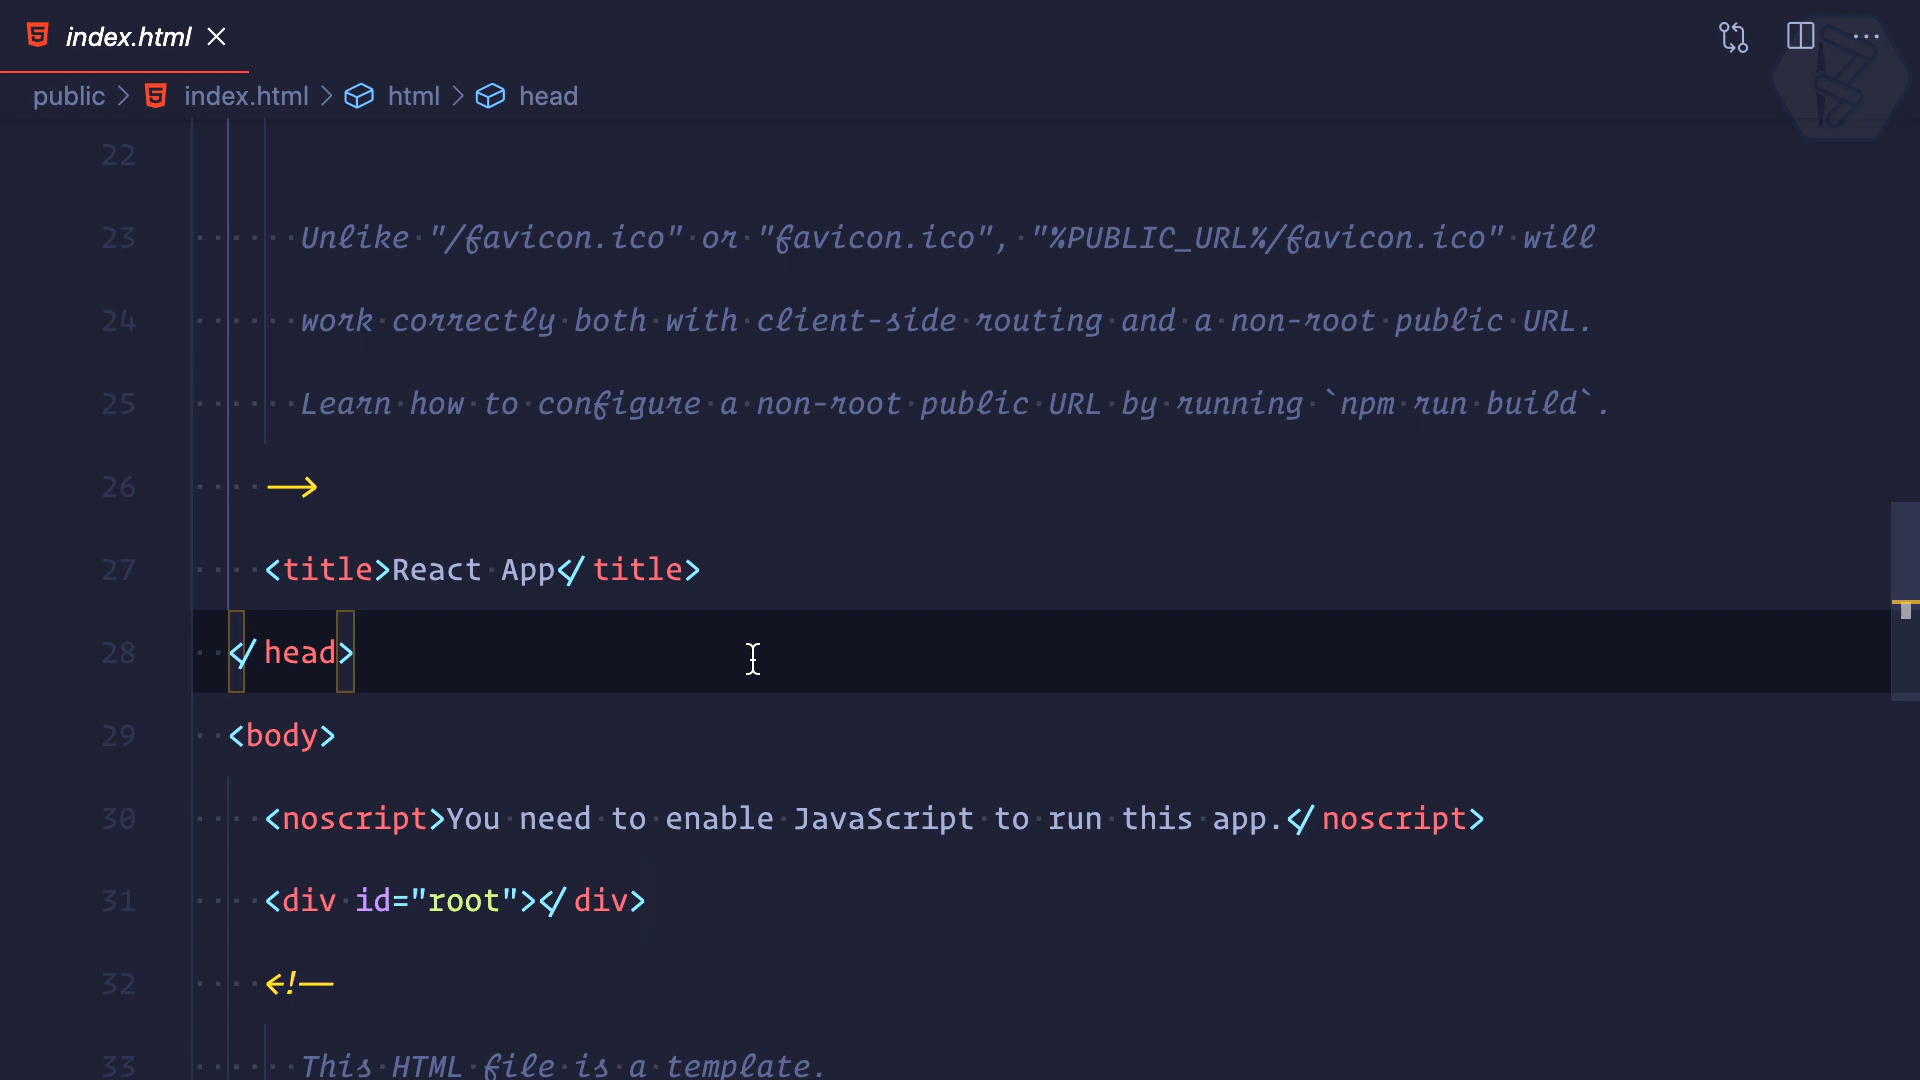 index.html
public > index.html > html > head
22
23 Unlike "/favicon.ico" or "favicon.ico", "%PUBLIC_URL%/favicon.ico" will
24 work correctly both with client-side routing and a non-root public URL.
25 Learn how to configure a non-root public URL by running `npm run build`.
26 -->
27 <title>React App</title>
28 </head>
29 <body>
30 <noscript>You need to enable JavaScript to run this app.</noscript>
31 <div id="root"></div>
32 <!--
33 This HTML file is a template.